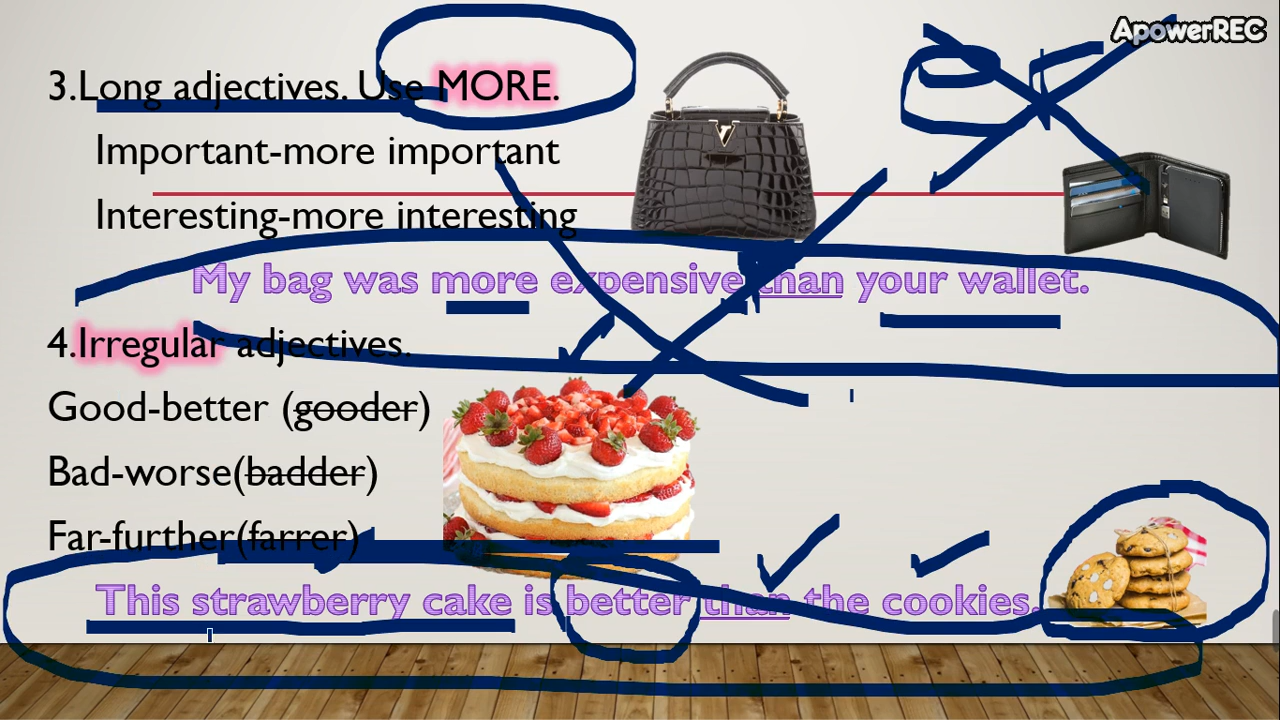 ApowerREC
3.Long adjectives. Use MORE.
Important-more important
Interesting-more interesting
My bag was more expensive than your wallet.
4.Irregular adjectives.
Good-better (gooder)
Bad-worse(badder)
Far-further(farrer)
This strawberry cake is better than the cookies.